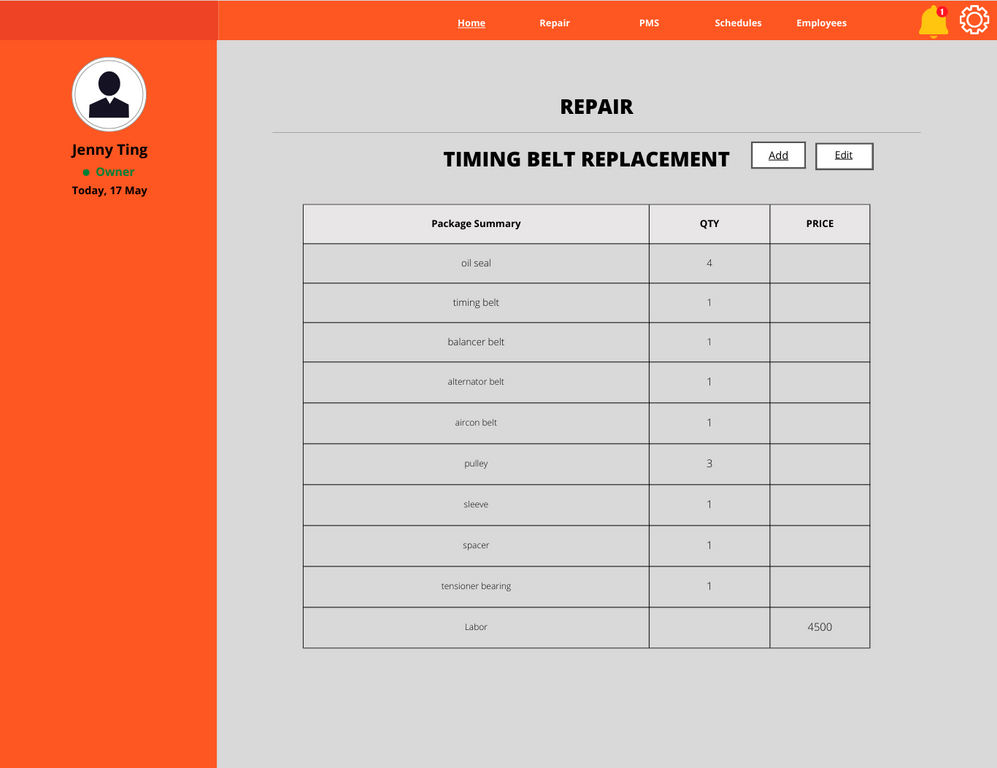 Home Repair PMS Schedules Employees 1
Jenny Ting
Owner
Today, 17 May
REPAIR
TIMING BELT REPLACEMENT Add Edit
Package Summary QTY PRICE
oil seal 4
timing belt 1
balancer belt 1
alternator belt 1
aircon belt 1
pulley 3
sleeve 1
spacer 1
tensioner bearing 1
Labor 4500